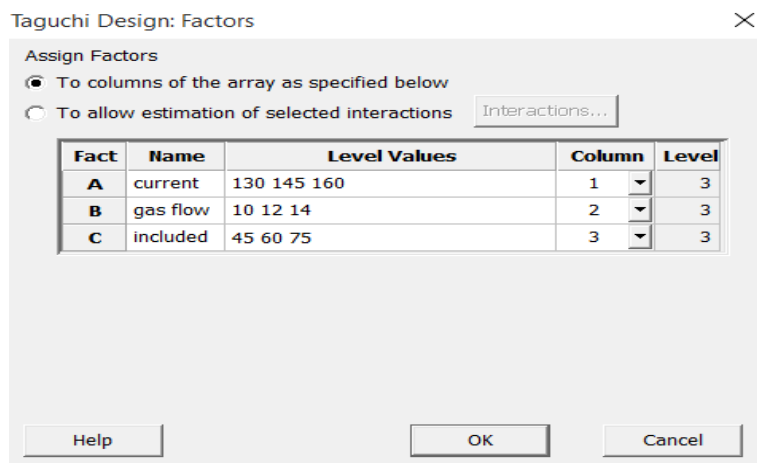 Taguchi Design: Factors
Assign Factors
To columns of the array as specified below
To allow estimation of selected interactions Interactions...
Fact Name Level Values Column Level
A current 130 145 160 1 3
B gas flow 10 12 14 2 3
C included 45 60 75 3 3
Help OK Cancel